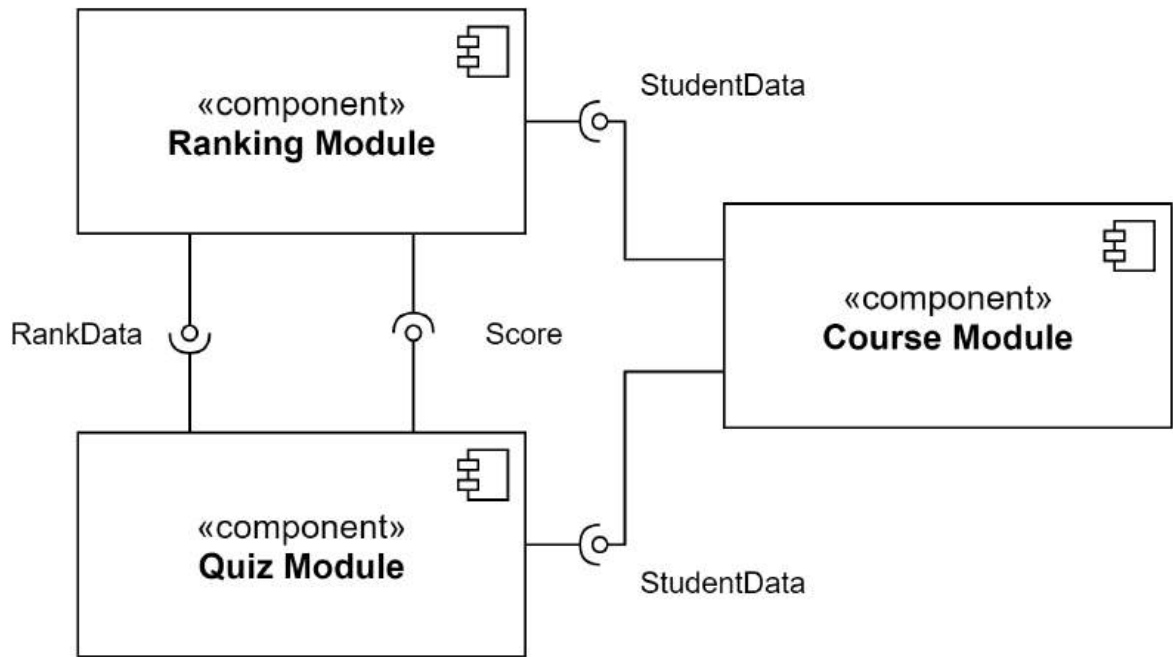 «component»
Ranking Module
StudentData
«component»
Course Module
RankData
Score
«component»
Quiz Module
StudentData